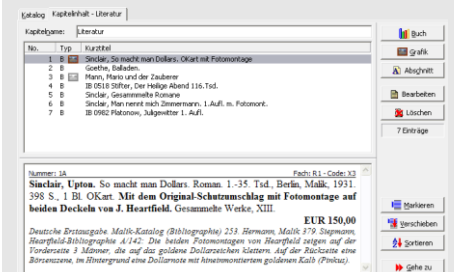 Katalog Kapitelinhalt - Literatur
Kapitelname: Literatur
No. Typ Kurztitel
1 B Sinclair, So macht man Dollars. OKart mit Fotomontage
2 B Goethe, Balladen.
3 B Mann, Mario und der Zauberer
4 B IB 0518 Stifter, Der Heilige Abend 116.Tsd.
5 B Sinclair, Gesammmelte Romane
6 B Sinclair, Man nennt mich Zimmermann. 1.Aufl. m. Fotomont.
7 B IB 0982 Platonow, Juligewitter 1. Aufl.
Buch
Grafik
Abschnitt
Bearbeiten
Löschen
7 Einträge
Nummer: 1A Fach: R1 - Code: X3
Sinclair, Upton. So macht man Dollars. Roman. 1.-35. Tsd., Berlin, Malik, 1931.
398 S., 1 Bl. OKart. Mit dem Original-Schutzumschlag mit Fotomontage auf
beiden Deckeln von J. Heartfield. Gesammelte Werke, XIII.
EUR 150,00
Deutsche Erstausgabe. Malik-Katalog (Bibliographie) 253. Hermann, Malik 379. Siepmann,
Heartfield-Bibliographie A/142: Die beiden Fotomontagen von Heartfield zeigen auf der
Vorderseite 3 Männer, die auf das goldene Dollarzeichen klettern. Auf der Rückseite eine
Börsenszene, im Hintergrund eine Dollarnote mit hineinmontiertem goldenen Kalb (Pinkus).
Markieren
Verschieben
Sortieren
Gehe zu